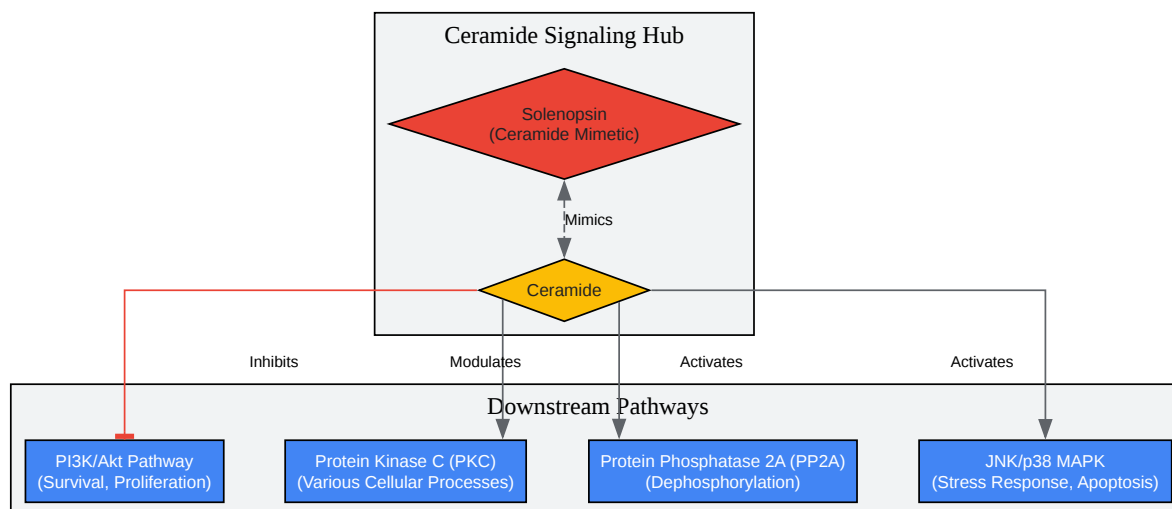 Ceramide Signaling Hub
Solenopsin
(Ceramide Mimetic)
Mimics
Ceramide
Inhibits
Modulates
Activates
Activates
Downstream Pathways
PI3K/Akt Pathway
(Survival, Proliferation)
Protein Kinase C (PKC)
(Various Cellular Processes)
Protein Phosphatase 2A (PP2A)
(Dephosphorylation)
JNK/p38 MAPK
(Stress Response, Apoptosis)